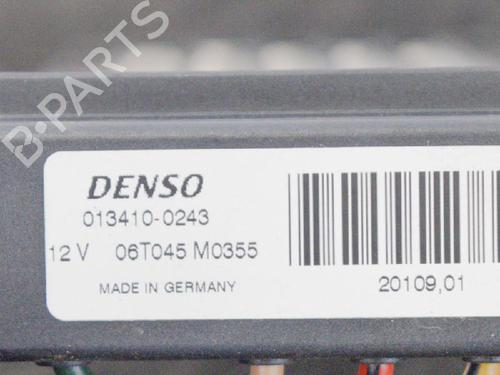 B-PARTS
DENSO
013410-0243
12 V 06T045 M0355
MADE IN GERMANY
20109,01